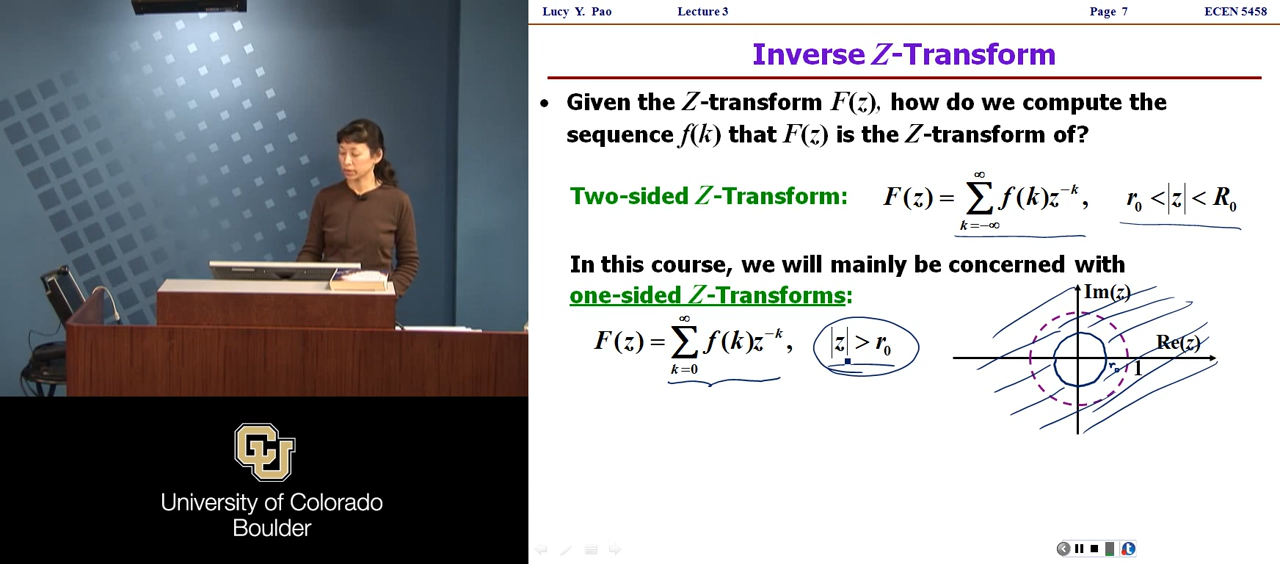 Lucy Y. Pao Lecture 3 Page 7 ECEN 5458
Inverse Z-Transform
• Given the Z-transform F(z), how do we compute the
sequence f(k) that F(z) is the Z-transform of?
Two-sided Z-Transform: F(z) = ∑_{k=-∞}^{∞} f(k)z^{-k}, r₀ < |z| < R₀
In this course, we will mainly be concerned with
one-sided Z-Transforms:
F(z) = ∑_{k=0}^{∞} f(k)z^{-k}, |z| > r₀
Im(z)
Re(z)
r₀ 1
CU
University of Colorado
Boulder